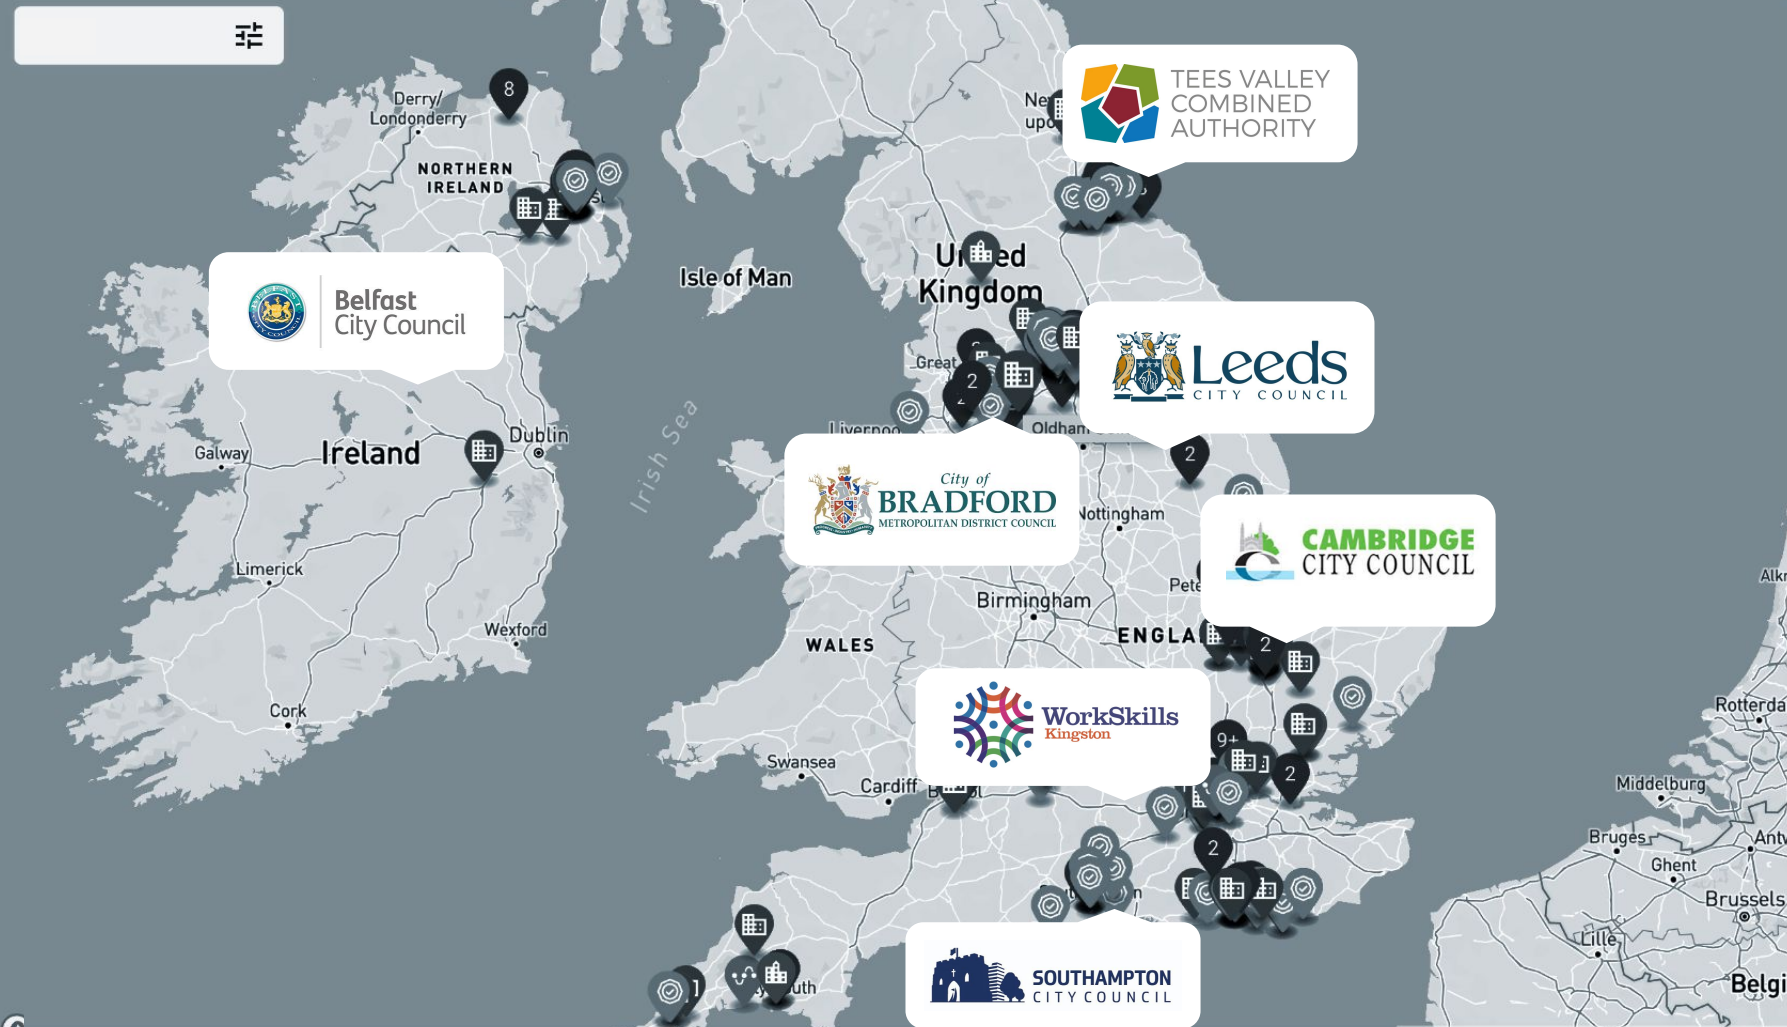 8
Derry/
Londonderry
NORTHERN
IRELAND
TEES VALLEY
COMBINED
AUTHORITY
Belfast
City Council
Isle of Man
Kingdom
Great
Leeds
CITY COUNCIL
2
Oldham
2
Dublin
Galway
Ireland
Irish Sea
City of
BRADFORD
METROPOLITAN DISTRICT COUNCIL
Nottingham
CAMBRIDGE
CITY COUNCIL
Limerick
Birmingham
Wexford
WALES
2
Cork
WorkSkills
Kingston
9+
2
Swansea
Cardiff
Middelburg
Bruges
Ghent
2
Brussels
Lille
SOUTHAMPTON
CITY COUNCIL